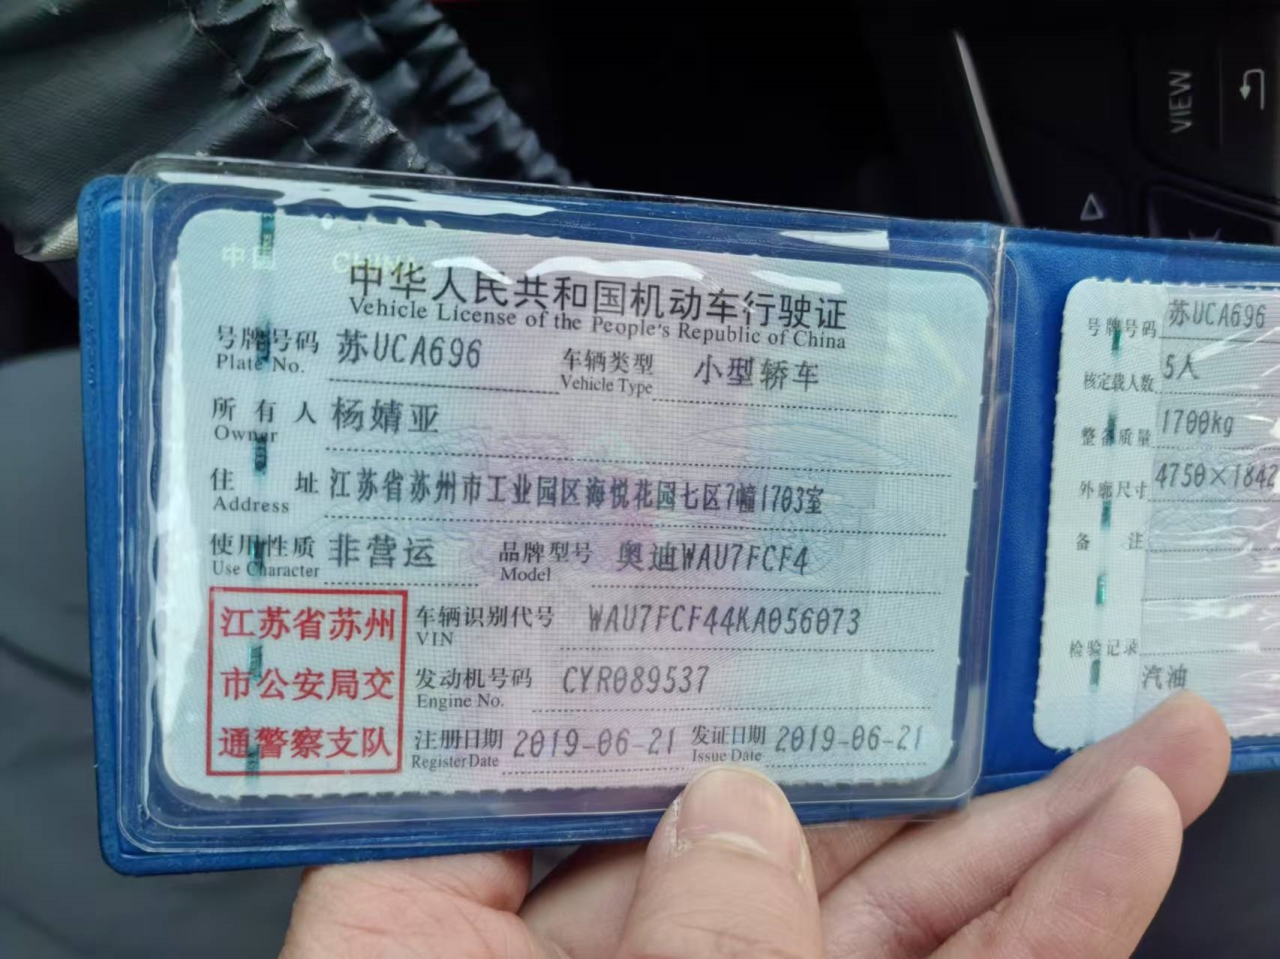 VIEW
中国 CHINA
中华人民共和国机动车行驶证
Vehicle License of the People's Republic of China
号牌号码 苏UCA696 车辆类型 小型轿车
Plate No. Vehicle Type
所有人 杨婧亚
Owner
住址 江苏省苏州市工业园区海悦花园七区7幢1703室
Address
使用性质 非营运 品牌型号 奥迪WAU7FCF4
Use Character Model
江苏省苏州
市公安局交
通警察支队
车辆识别代号 WAU7FCF44KA056073
VIN
发动机号码 CYR089537
Engine No.
注册日期 2019-06-21 发证日期 2019-06-21
Register Date Issue Date
号牌号码 苏UCA696
核定载人数 5人
整备质量 1700kg
外廓尺寸 4750×1842
备注
检验记录
汽油